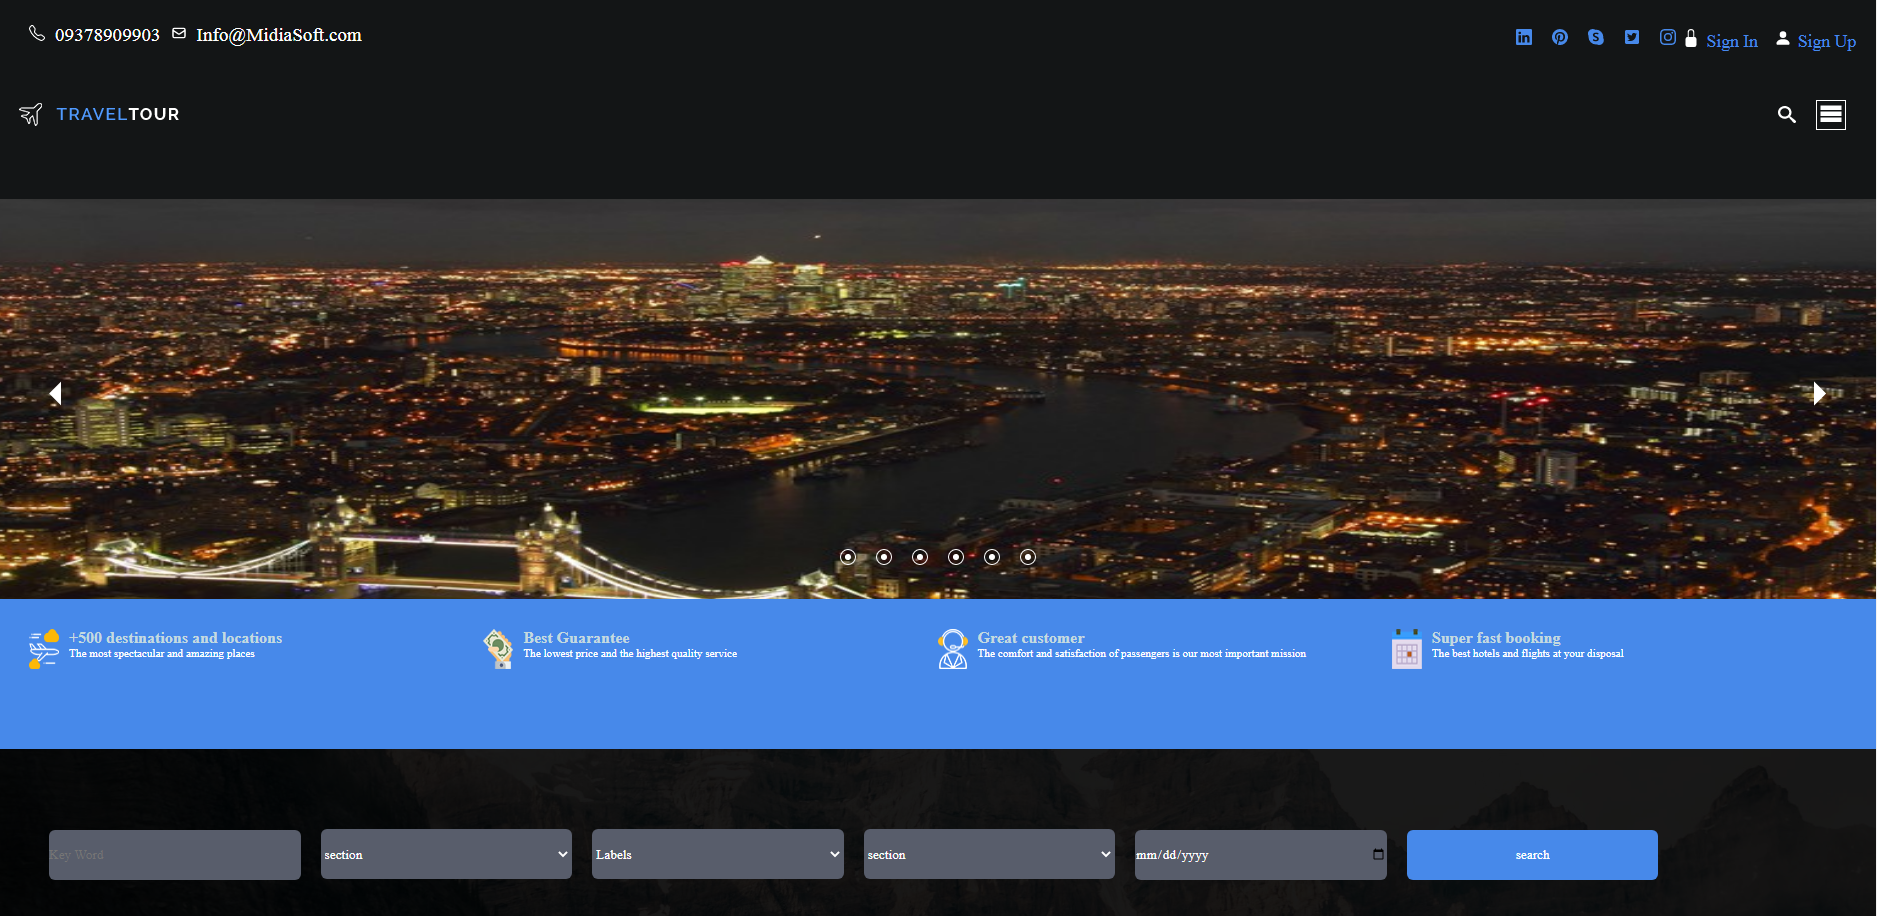 09378909903 Info@MidiaSoft.com
Sign In Sign Up
TRAVELTOUR
+500 destinations and locations
The most spectacular and amazing places
Best Guarantee
The lowest price and the highest quality service
Great customer
The comfort and satisfaction of passengers is our most important mission
Super fast booking
The best hotels and flights at your disposal
Key Word
section
Labels
section
mm/dd/yyyy
search